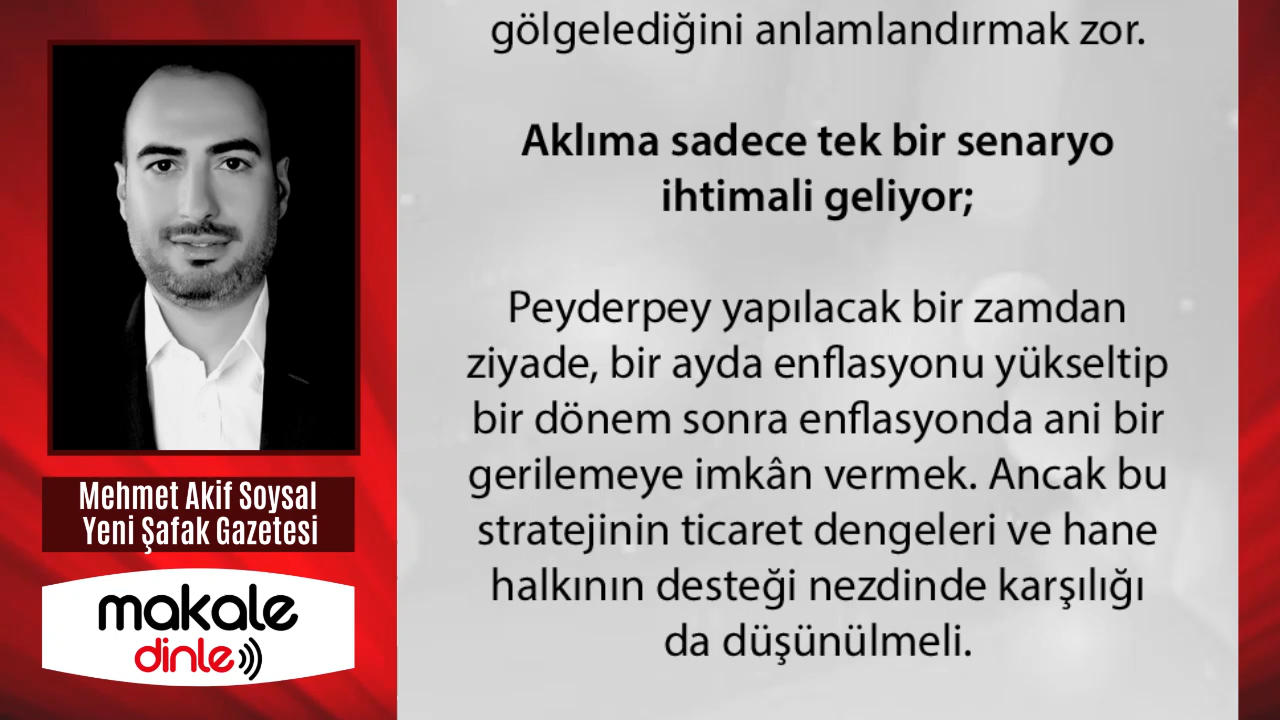 gölgelediğini anlamlandırmak zor.
Aklıma sadece tek bir senaryo
ihtimali geliyor;
Peyderpey yapılacak bir zamdan
ziyade, bir ayda enflasyonu yükseltip
bir dönem sonra enflasyonda ani bir
gerilemeye imkân vermek. Ancak bu
stratejinin ticaret dengeleri ve hane
halkının desteği nezdinde karşılığı
da düşünülmeli.
Mehmet Akif Soysal
Yeni Şafak Gazetesi
makale
dinle